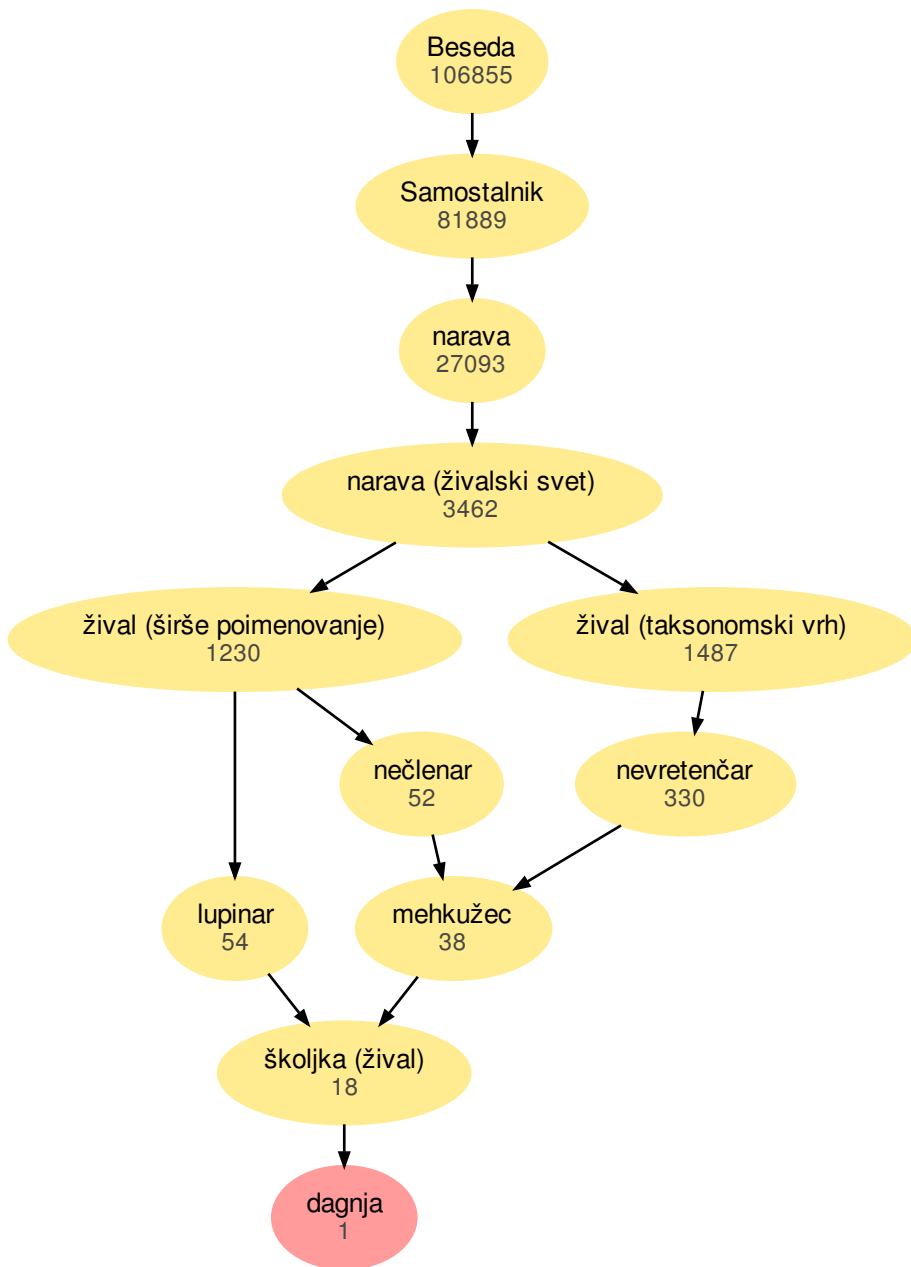 Beseda
106855
Samostalnik
81889
narava
27093
narava (živalski svet)
3462
žival (širše poimenovanje)
1230
žival (taksonomski vrh)
1487
nečlenar
52
nevretenčar
330
lupinar
54
mehkužec
38
školjka (žival)
18
dagnja
1